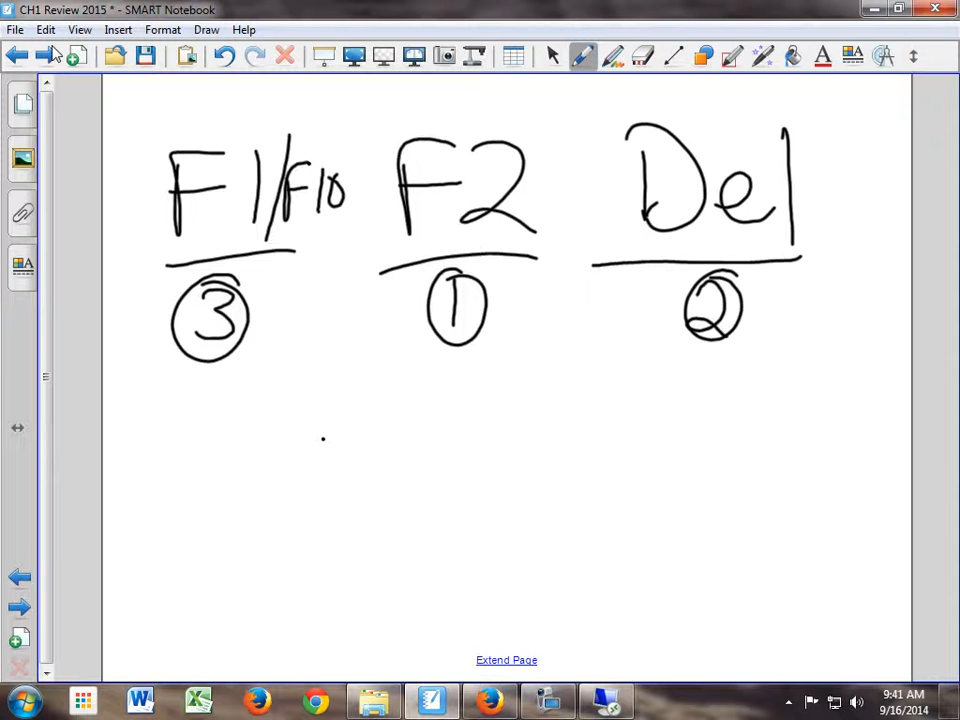 CH1 Review 2015 * - SMART Notebook
File Edit View Insert Format Draw Help
F1/F10 F2 Del
3 1 2
Extend Page
9:41 AM
9/16/2014